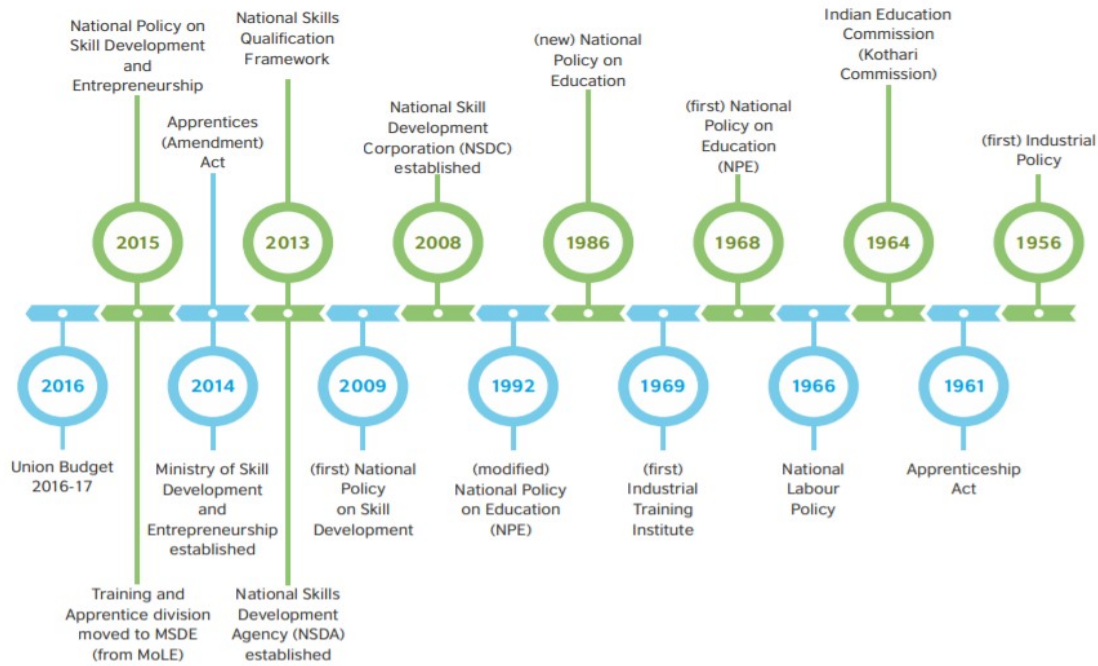 National Policy on
Skill Development
and
Entrepreneurship
Apprentices
(Amendment)
Act
National Skills
Qualification
Framework
National Skill
Development
Corporation (NSDC)
established
(new) National
Policy on
Education
(first) National
Policy on
Education
(NPE)
Indian Education
Commission
(Kothari
Commission)
(first) Industrial
Policy
2015
2013
2008
1986
1968
1964
1956
2016
2014
2009
1992
1969
1966
1961
Union Budget
2016-17
Ministry of Skill
Development
and
Entrepreneurship
established
(first) National
Policy
on Skill
Development
(modified)
National Policy
on Education
(NPE)
(first)
Industrial
Training
Institute
National
Labour
Policy
Apprenticeship
Act
Training and
Apprentice division
moved to MSDE
(from MoLE)
National Skills
Development
Agency (NSDA)
established